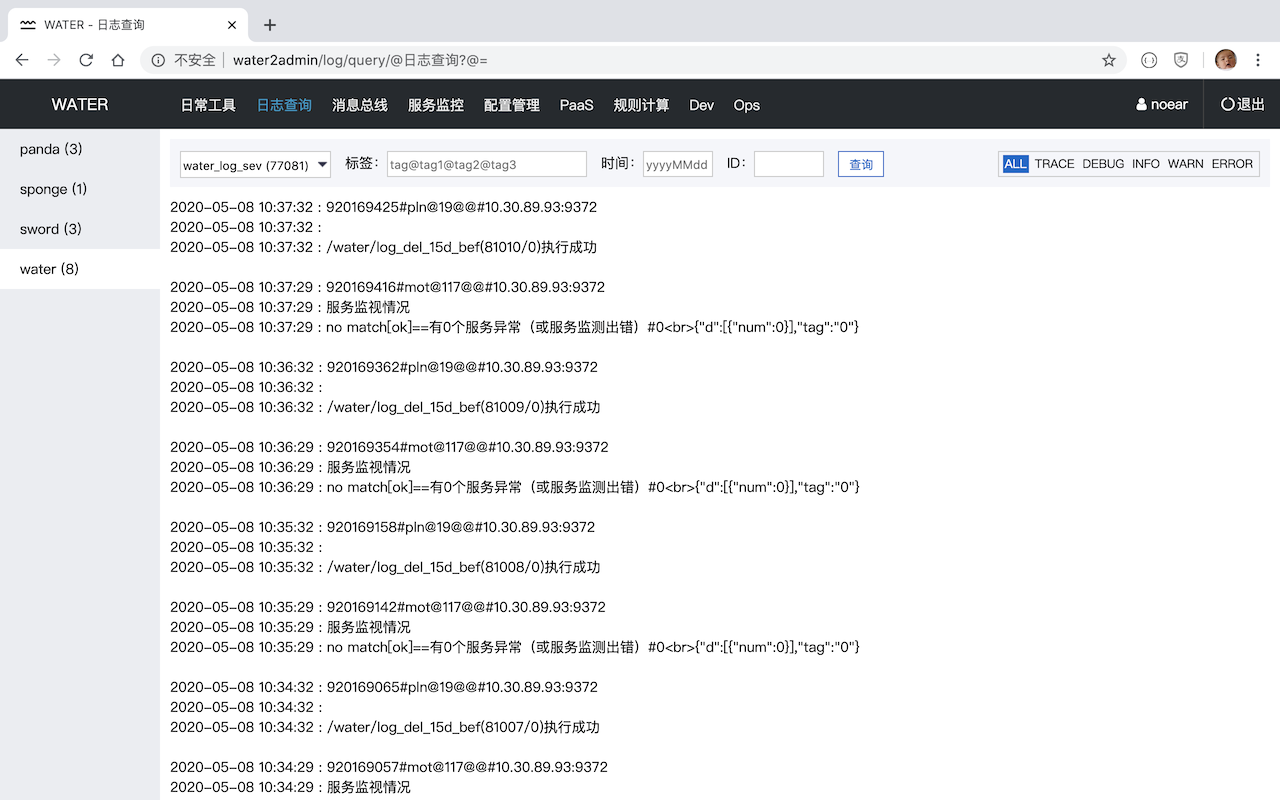 WATER - 日志查询
不安全 water2admin/log/query/@日志查询?@=
WATER 日常工具 日志查询 消息总线 服务监控 配置管理 PaaS 规则计算 Dev Ops noear 退出
panda (3)
sponge (1)
sword (3)
water (8)
water_log_sev (77081) 标签: tag@tag1@tag2@tag3 时间: yyyyMMdd ID: 查询 ALL TRACE DEBUG INFO WARN ERROR
2020-05-08 10:37:32 : 920169425#pln@19@@#10.30.89.93:9372
2020-05-08 10:37:32 :
2020-05-08 10:37:32 : /water/log_del_15d_bef(81010/0)执行成功
2020-05-08 10:37:29 : 920169416#mot@117@@#10.30.89.93:9372
2020-05-08 10:37:29 : 服务监视情况
2020-05-08 10:37:29 : no match[ok]==有0个服务异常（或服务监测出错）#0<br>{"d":[{"num":0}],"tag":"0"}
2020-05-08 10:36:32 : 920169362#pln@19@@#10.30.89.93:9372
2020-05-08 10:36:32 :
2020-05-08 10:36:32 : /water/log_del_15d_bef(81009/0)执行成功
2020-05-08 10:36:29 : 920169354#mot@117@@#10.30.89.93:9372
2020-05-08 10:36:29 : 服务监视情况
2020-05-08 10:36:29 : no match[ok]==有0个服务异常（或服务监测出错）#0<br>{"d":[{"num":0}],"tag":"0"}
2020-05-08 10:35:32 : 920169158#pln@19@@#10.30.89.93:9372
2020-05-08 10:35:32 :
2020-05-08 10:35:32 : /water/log_del_15d_bef(81008/0)执行成功
2020-05-08 10:35:29 : 920169142#mot@117@@#10.30.89.93:9372
2020-05-08 10:35:29 : 服务监视情况
2020-05-08 10:35:29 : no match[ok]==有0个服务异常（或服务监测出错）#0<br>{"d":[{"num":0}],"tag":"0"}
2020-05-08 10:34:32 : 920169065#pln@19@@#10.30.89.93:9372
2020-05-08 10:34:32 :
2020-05-08 10:34:32 : /water/log_del_15d_bef(81007/0)执行成功
2020-05-08 10:34:29 : 920169057#mot@117@@#10.30.89.93:9372
2020-05-08 10:34:29 : 服务监视情况